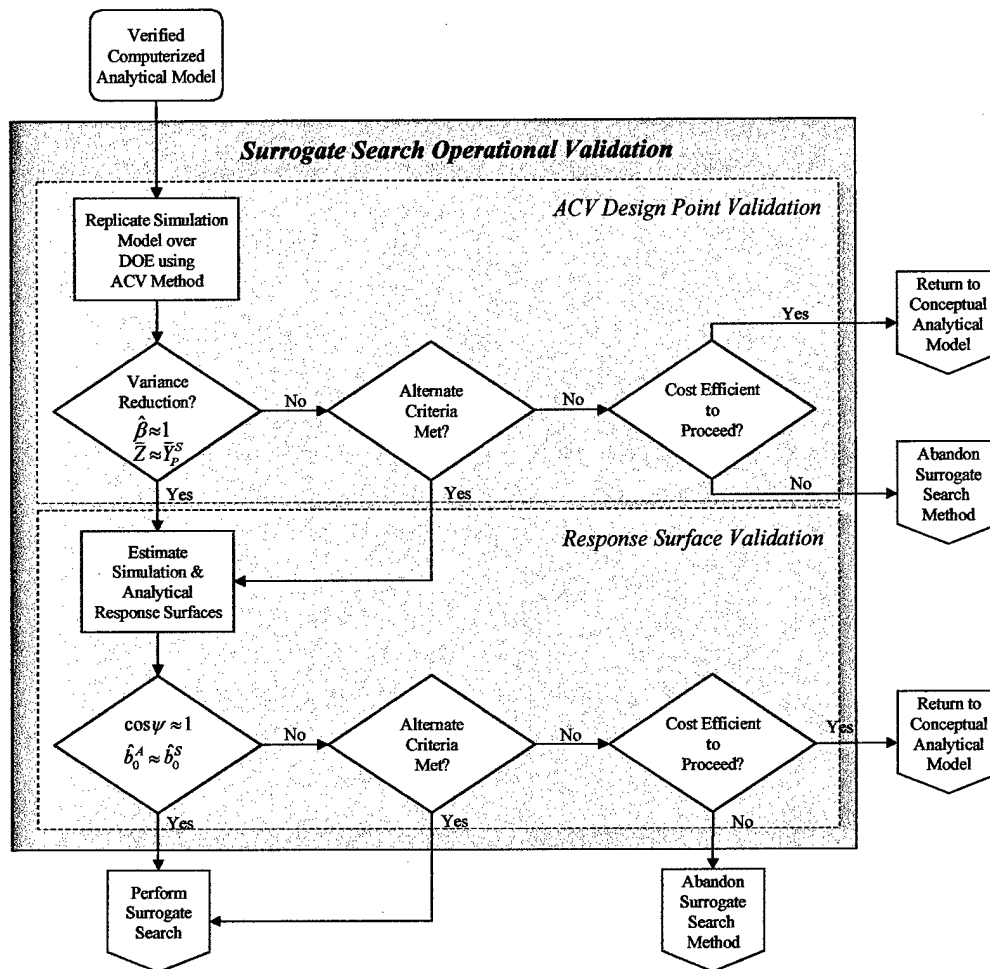 Verified
Computerized
Analytical Model
Surrogate Search Operational Validation
ACV Design Point Validation
Replicate Simulation
Model over
DOE using
ACV Method
Variance
Reduction?
β̂≈1
Z̄≈Ȳ_P^S
No
Alternate
Criteria
Met?
No
Cost Efficient
to
Proceed?
Yes
Return to
Conceptual
Analytical
Model
No
Abandon
Surrogate
Search
Method
Yes
Yes
Response Surface Validation
Estimate
Simulation &
Analytical
Response Surfaces
cosψ≈1
b̂_0^A≈b̂_0^S
No
Alternate
Criteria
Met?
No
Cost Efficient
to
Proceed?
Yes
Return to
Conceptual
Analytical
Model
Yes
Yes
No
Perform
Surrogate
Search
Abandon
Surrogate
Search
Method